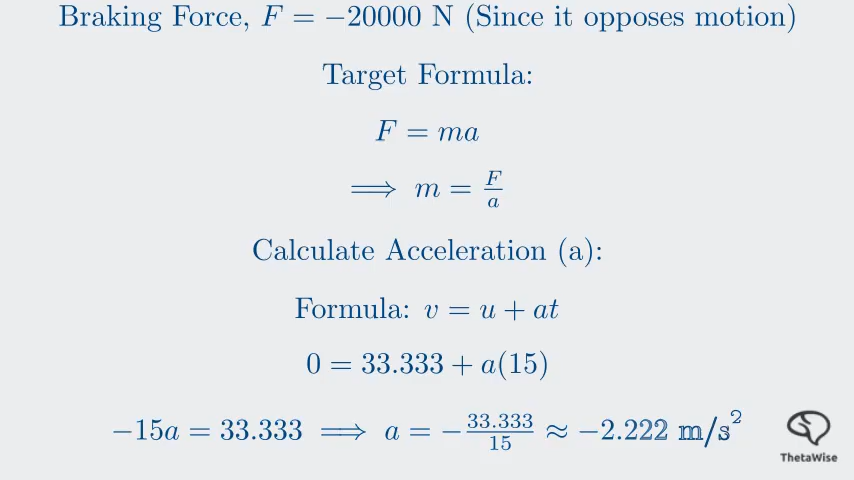 Braking Force, F = −20000 N (Since it opposes motion)
Target Formula:
F = ma
⟹ m = F/a
Calculate Acceleration (a):
Formula: v = u + at
0 = 33.333 + a(15)
−15a = 33.333 ⟹ a = −33.333/15 ≈ −2.222 m/s²
ThetaWise